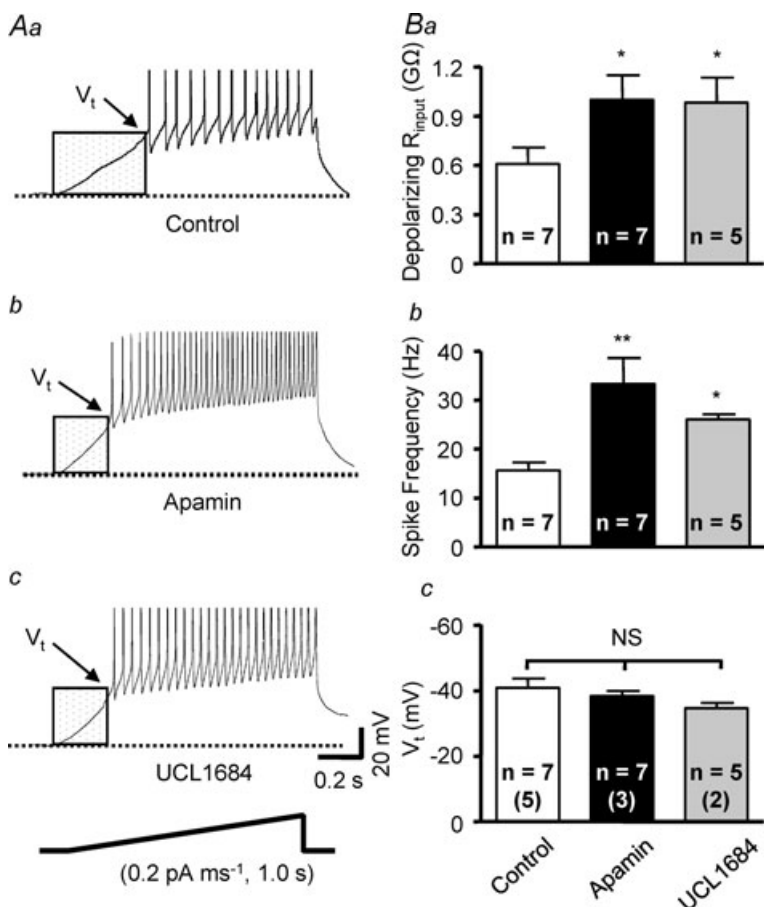 Aa
Vt
Control
b
Vt
Apamin
c
Vt
UCL1684
20 mV
0.2 s
(0.2 pA ms⁻¹, 1.0 s)
Ba
Depolarizing Rinput (GΩ)
1.2
0.9
0.6
0.3
0
* *
n = 7 n = 7 n = 5
b
Spike Frequency (Hz)
40
30
20
10
0
** *
n = 7 n = 7 n = 5
c
Vt (mV)
-60
-40
-20
0
NS
n = 7 n = 7 n = 5
(5) (3) (2)
Control Apamin UCL1684